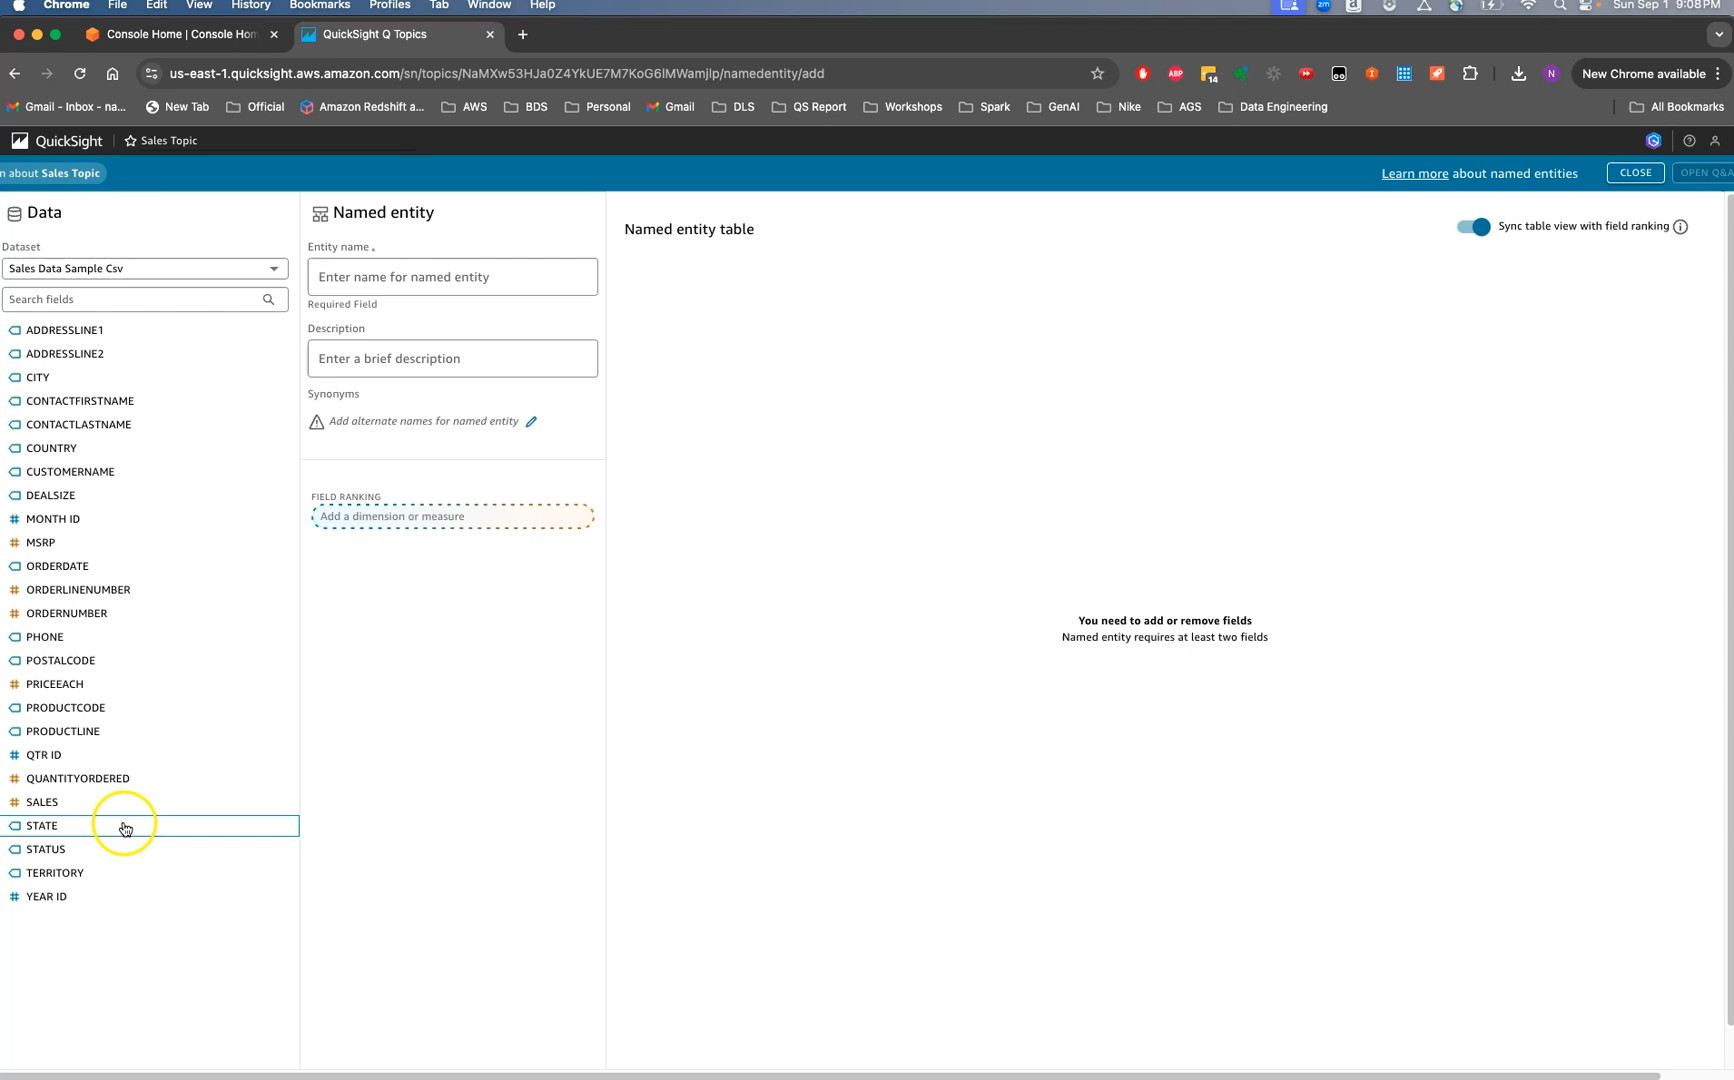 Chrome File Edit View History Bookmarks Profiles Tab Window Help zm a Sun Sep 1 9:08 PM
Console Home | Console Hom QuickSight Q Topics
us-east-1.quicksight.aws.amazon.com/sn/topics/NaMXw53HJa0Z4YkUE7M7KoG6lMWamjlp/namedentity/add ABP 14 N New Chrome available
Gmail - Inbox - na... New Tab Official Amazon Redshift a... AWS BDS Personal Gmail DLS QS Report Workshops Spark GenAI Nike AGS Data Engineering All Bookmarks
QuickSight Sales Topic
n about Sales Topic Learn more about named entities CLOSE OPEN Q&A
Data
Dataset
Sales Data Sample Csv
Search fields
ADDRESSLINE1
ADDRESSLINE2
CITY
CONTACTFIRSTNAME
CONTACTLASTNAME
COUNTRY
CUSTOMERNAME
DEALSIZE
MONTH ID
MSRP
ORDERDATE
ORDERLINENUMBER
ORDERNUMBER
PHONE
POSTALCODE
PRICEEACH
PRODUCTCODE
PRODUCTLINE
QTR ID
QUANTITYORDERED
SALES
STATE
STATUS
TERRITORY
YEAR ID
Named entity
Entity name *
Enter name for named entity
Required Field
Description
Enter a brief description
Synonyms
Add alternate names for named entity
FIELD RANKING
Add a dimension or measure
Named entity table
Sync table view with field ranking
You need to add or remove fields
Named entity requires at least two fields